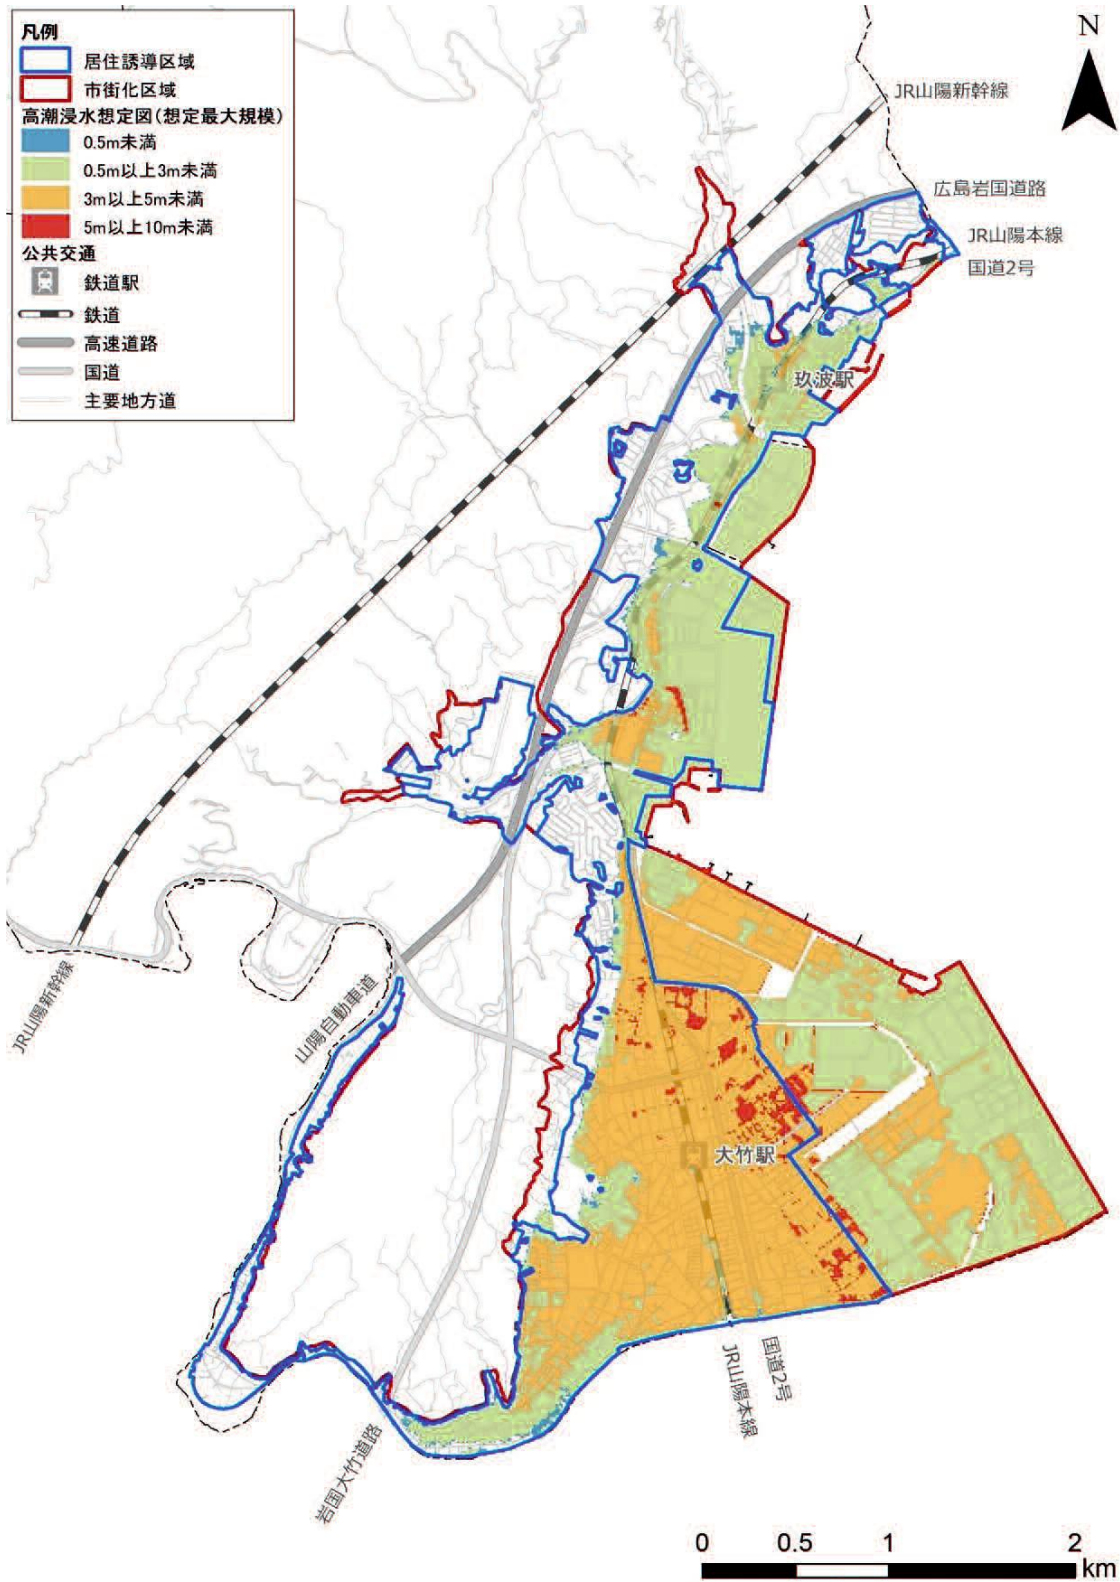 凡例
居住誘導区域
市街化区域
高潮浸水想定図(想定最大規模)
0.5m未満
0.5m以上3m未満
3m以上5m未満
5m以上10m未満
公共交通
鉄道駅
鉄道
高速道路
国道
主要地方道
N
JR山陽新幹線
広島岩国道路
JR山陽本線
国道2号
玖波駅
JR山陽新幹線
山陽自動車道
大竹駅
国道2号
JR山陽本線
岩国大竹道路
0 0.5 1 2
km